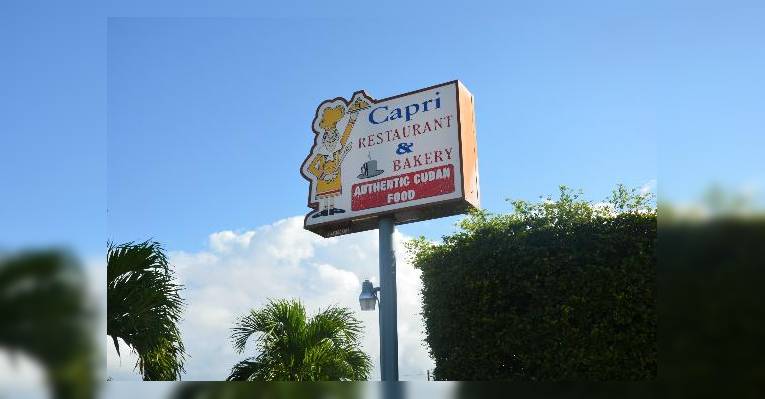 Capri
RESTAURANT
&
BAKERY
AUTHENTIC CUBAN
FOOD